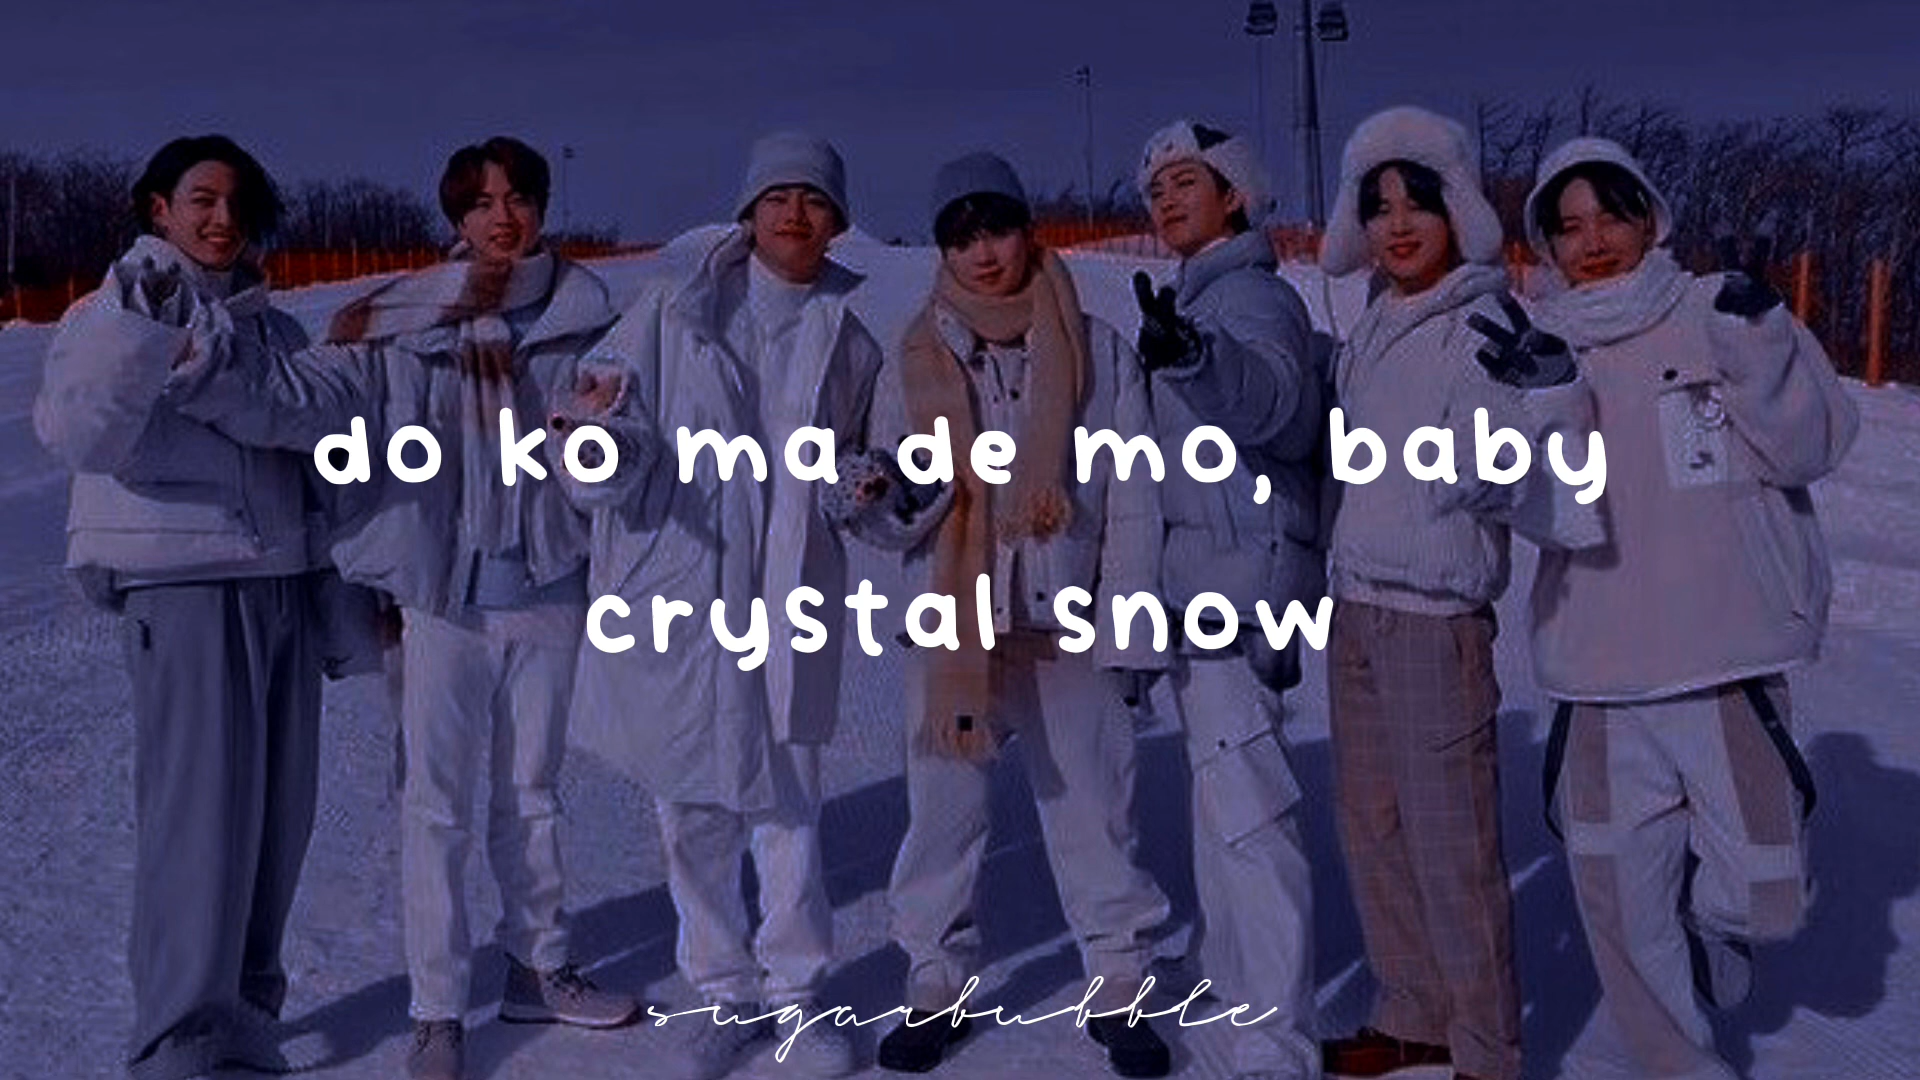 do ko ma de mo, baby
crystal snow
sugarbubble